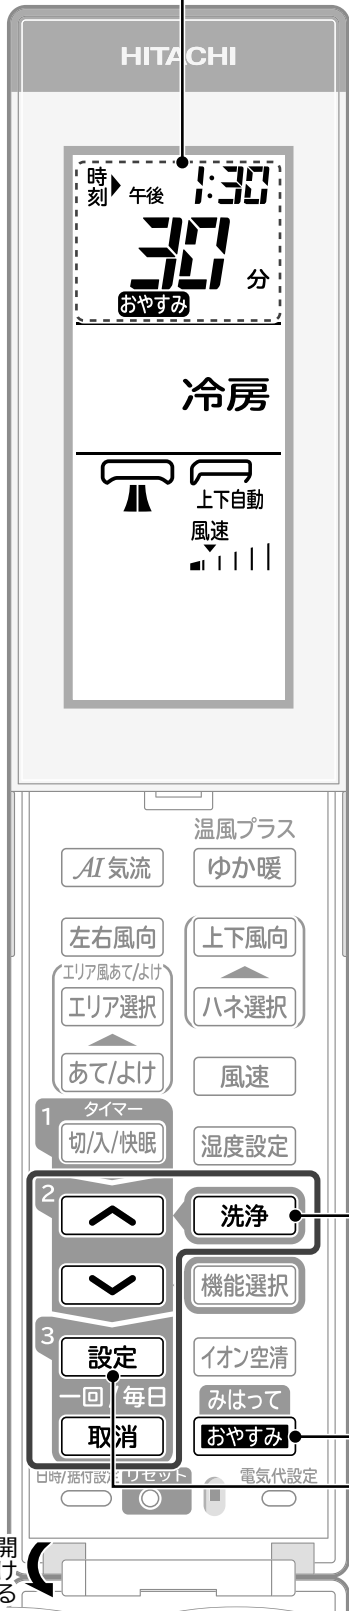 HITACHI
時刻 午後 1:30
30 分
おやすみ
冷房
上下自動
風速
温風プラス
AI 気流 ゆか暖
左右風向 上下風向
エリア風あて/よけ
エリア選択 ハネ選択
あて/よけ 風速
1 タイマー
切/入/快眠 湿度設定
2 洗浄
機能選択
3
設定 イオン空清
一回/毎日 みはって
取消 おやすみ
日時/据付設定 リセット 電気代設定
開ける